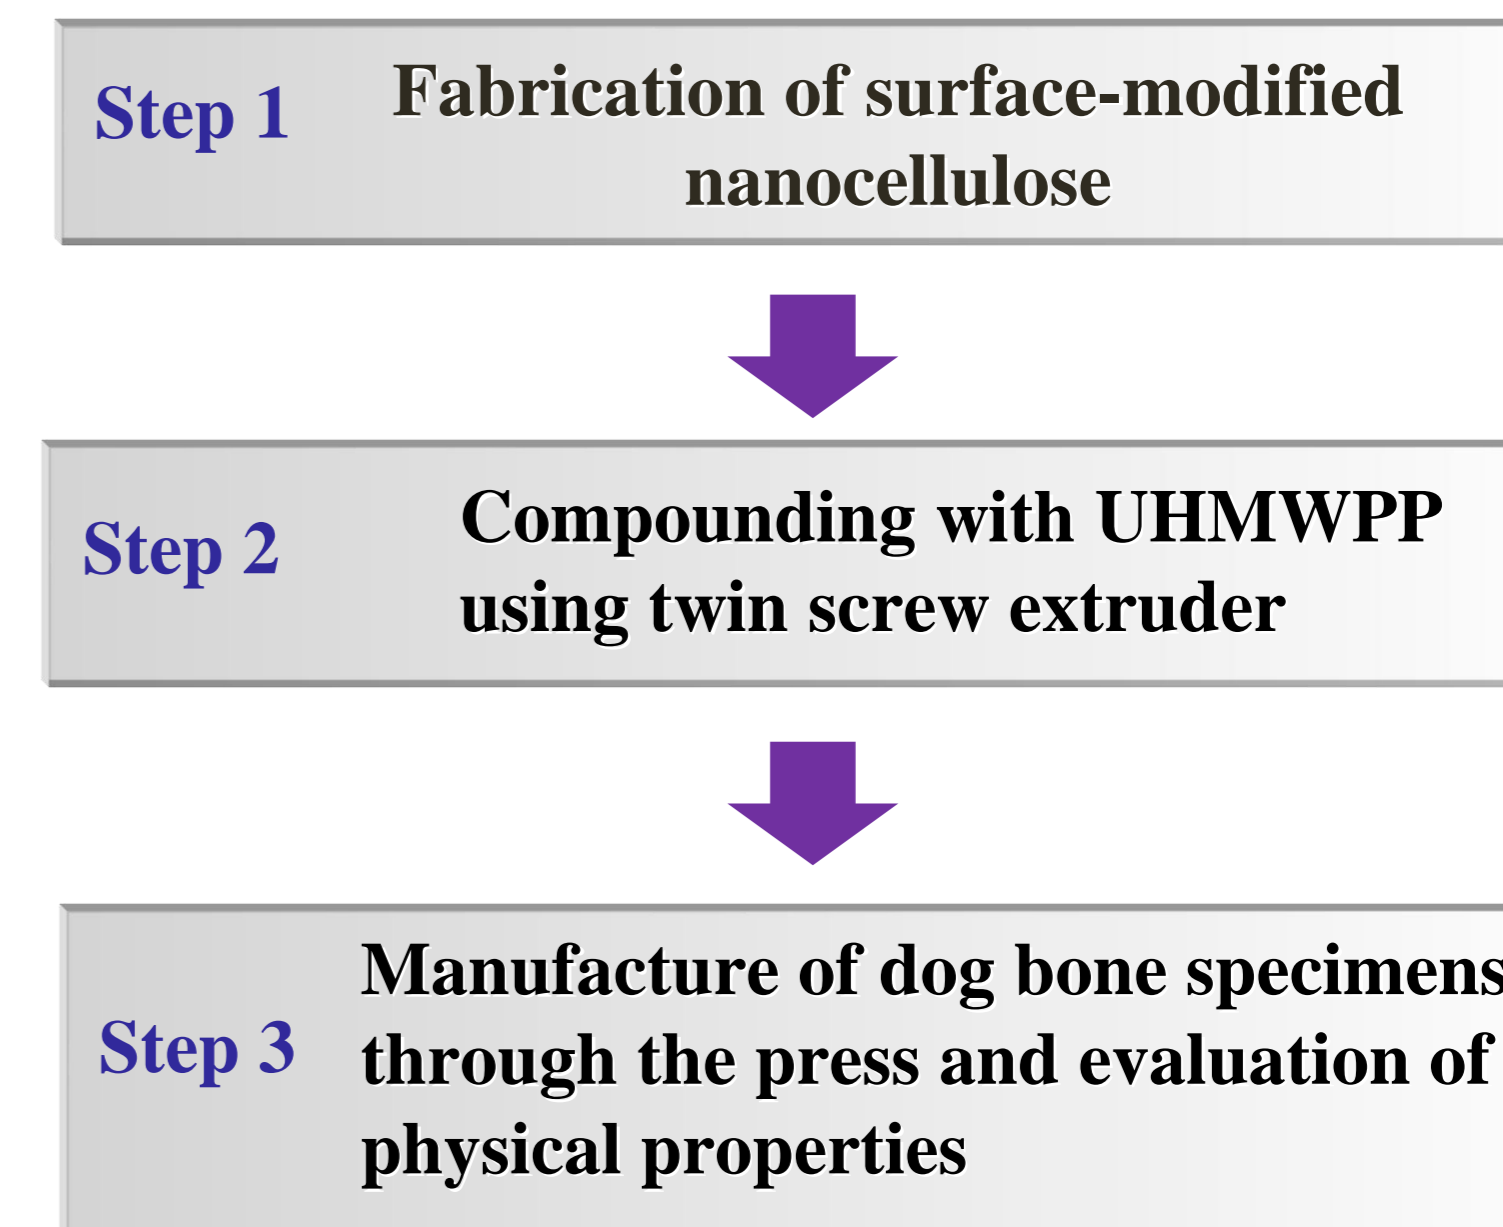 Step 1
Fabrication of surface-modified
nanocellulose
Step 2
Compounding with UHMWPP
using twin screw extruder
Step 3
Manufacture of dog bone specimens
through the press and evaluation of
physical properties